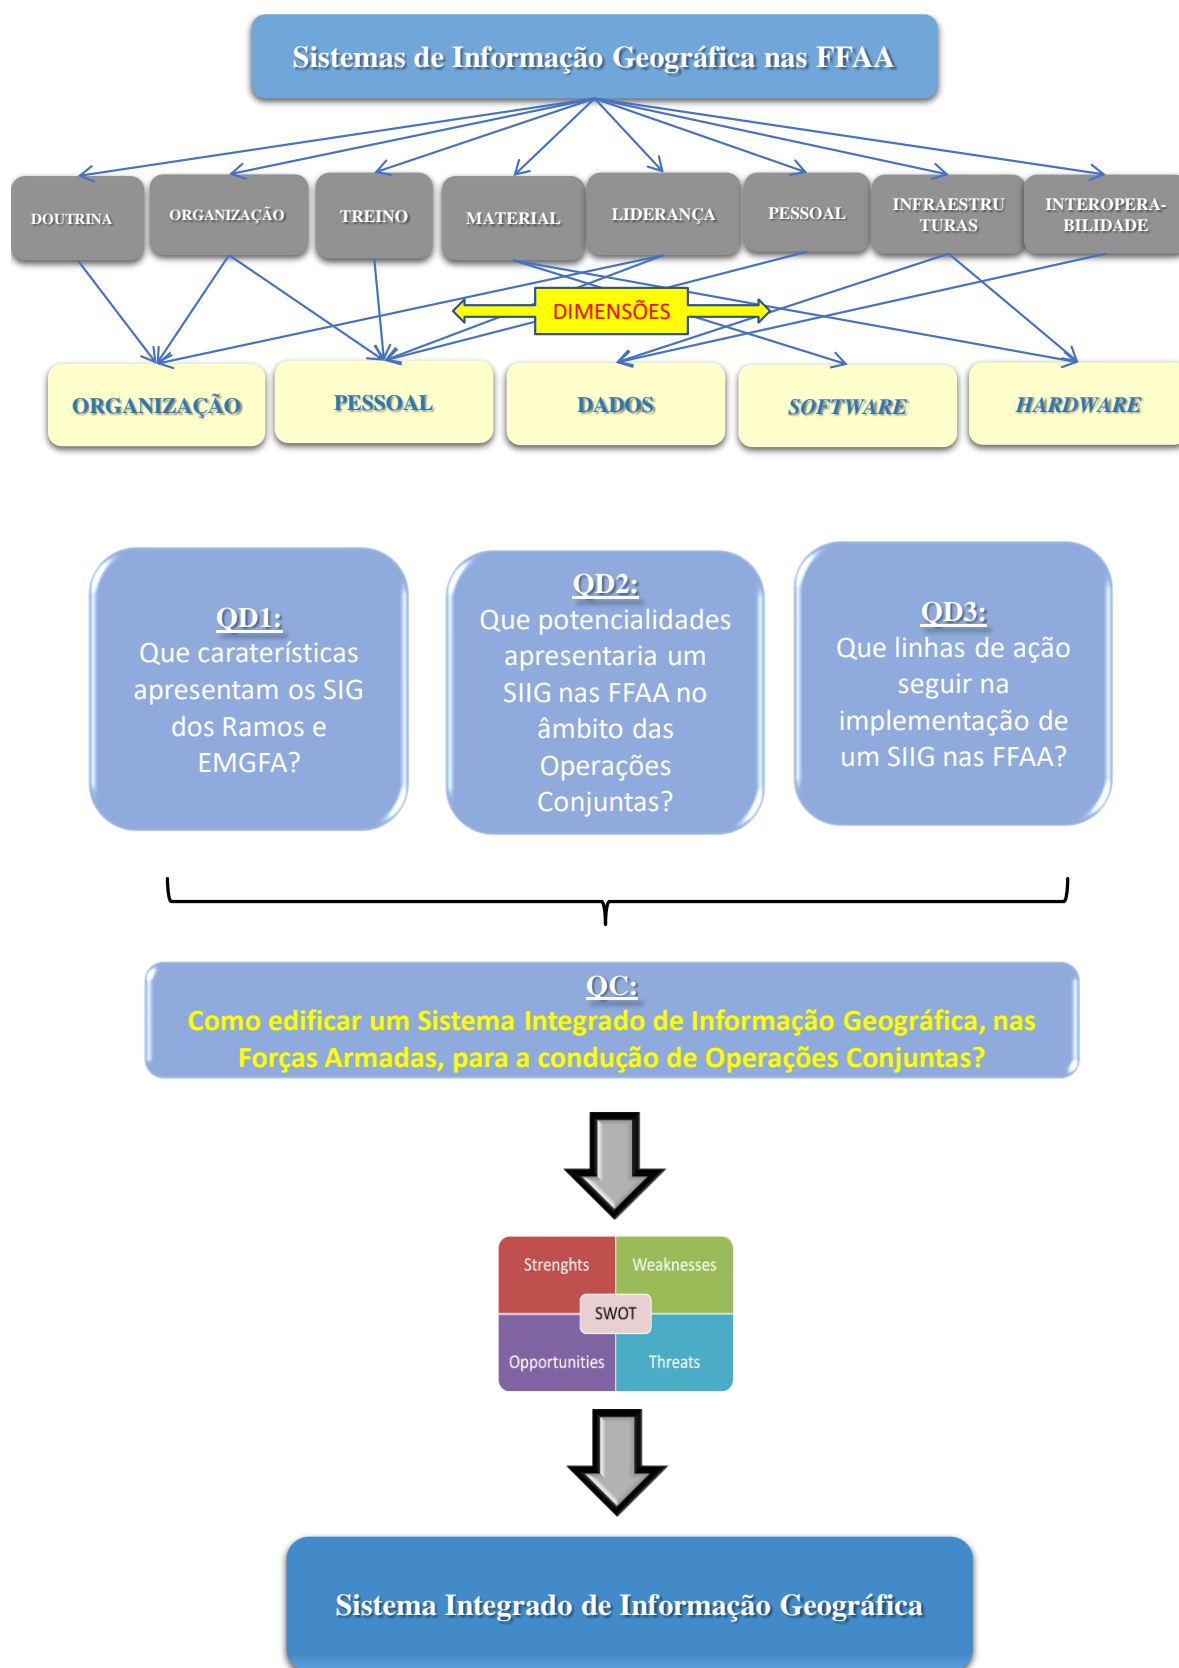 Sistemas de Informação Geográfica nas FFAA
DOUTRINA
ORGANIZAÇÃO
TREINO
MATERIAL
LIDERANÇA
PESSOAL
INFRAESTRU
TURAS
INTEROPERA-
BILIDADE
DIMENSÕES
ORGANIZAÇÃO
PESSOAL
DADOS
SOFTWARE
HARDWARE
QD1:
Que caraterísticas
apresentam os SIG
dos Ramos e
EMGFA?
QD2:
Que potencialidades
apresentaria um
SIIG nas FFAA no
âmbito das
Operações
Conjuntas?
QD3:
Que linhas de ação
seguir na
implementação de
um SIIG nas FFAA?
QC:
Como edificar um Sistema Integrado de Informação Geográfica, nas
Forças Armadas, para a condução de Operações Conjuntas?
Strenghts
Weaknesses
SWOT
Opportunities
Threats
Sistema Integrado de Informação Geográfica